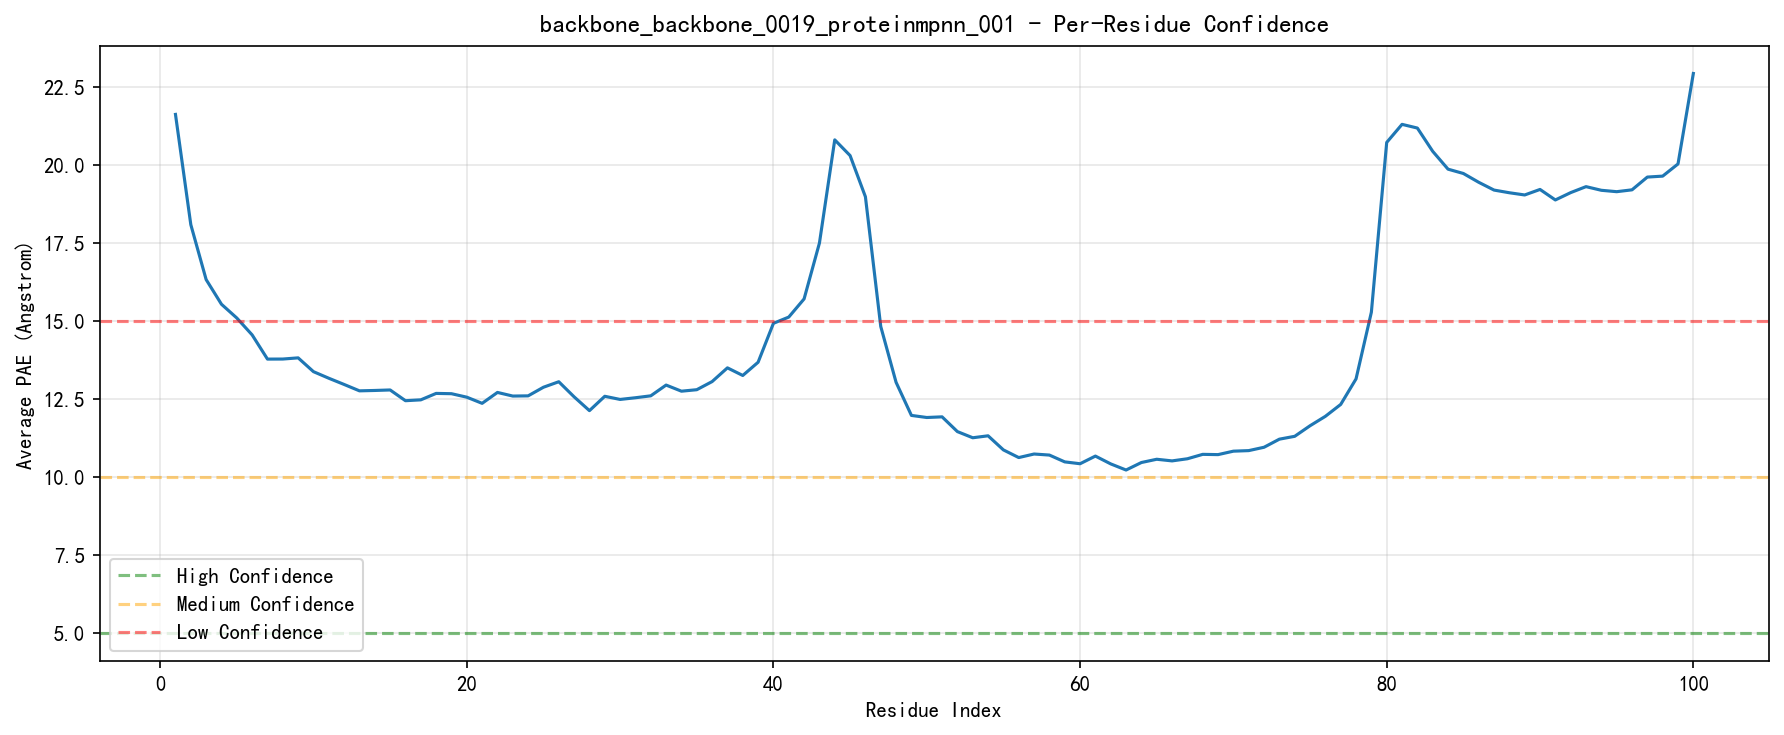 backbone_backbone_0019_proteinmpnn_001 - Per-Residue Confidence
Average PAE (Angstrom)
22.5
20.0
17.5
15.0
12.5
10.0
7.5
5.0
High Confidence
Medium Confidence
Low Confidence
0 20 40 60 80 100
Residue Index